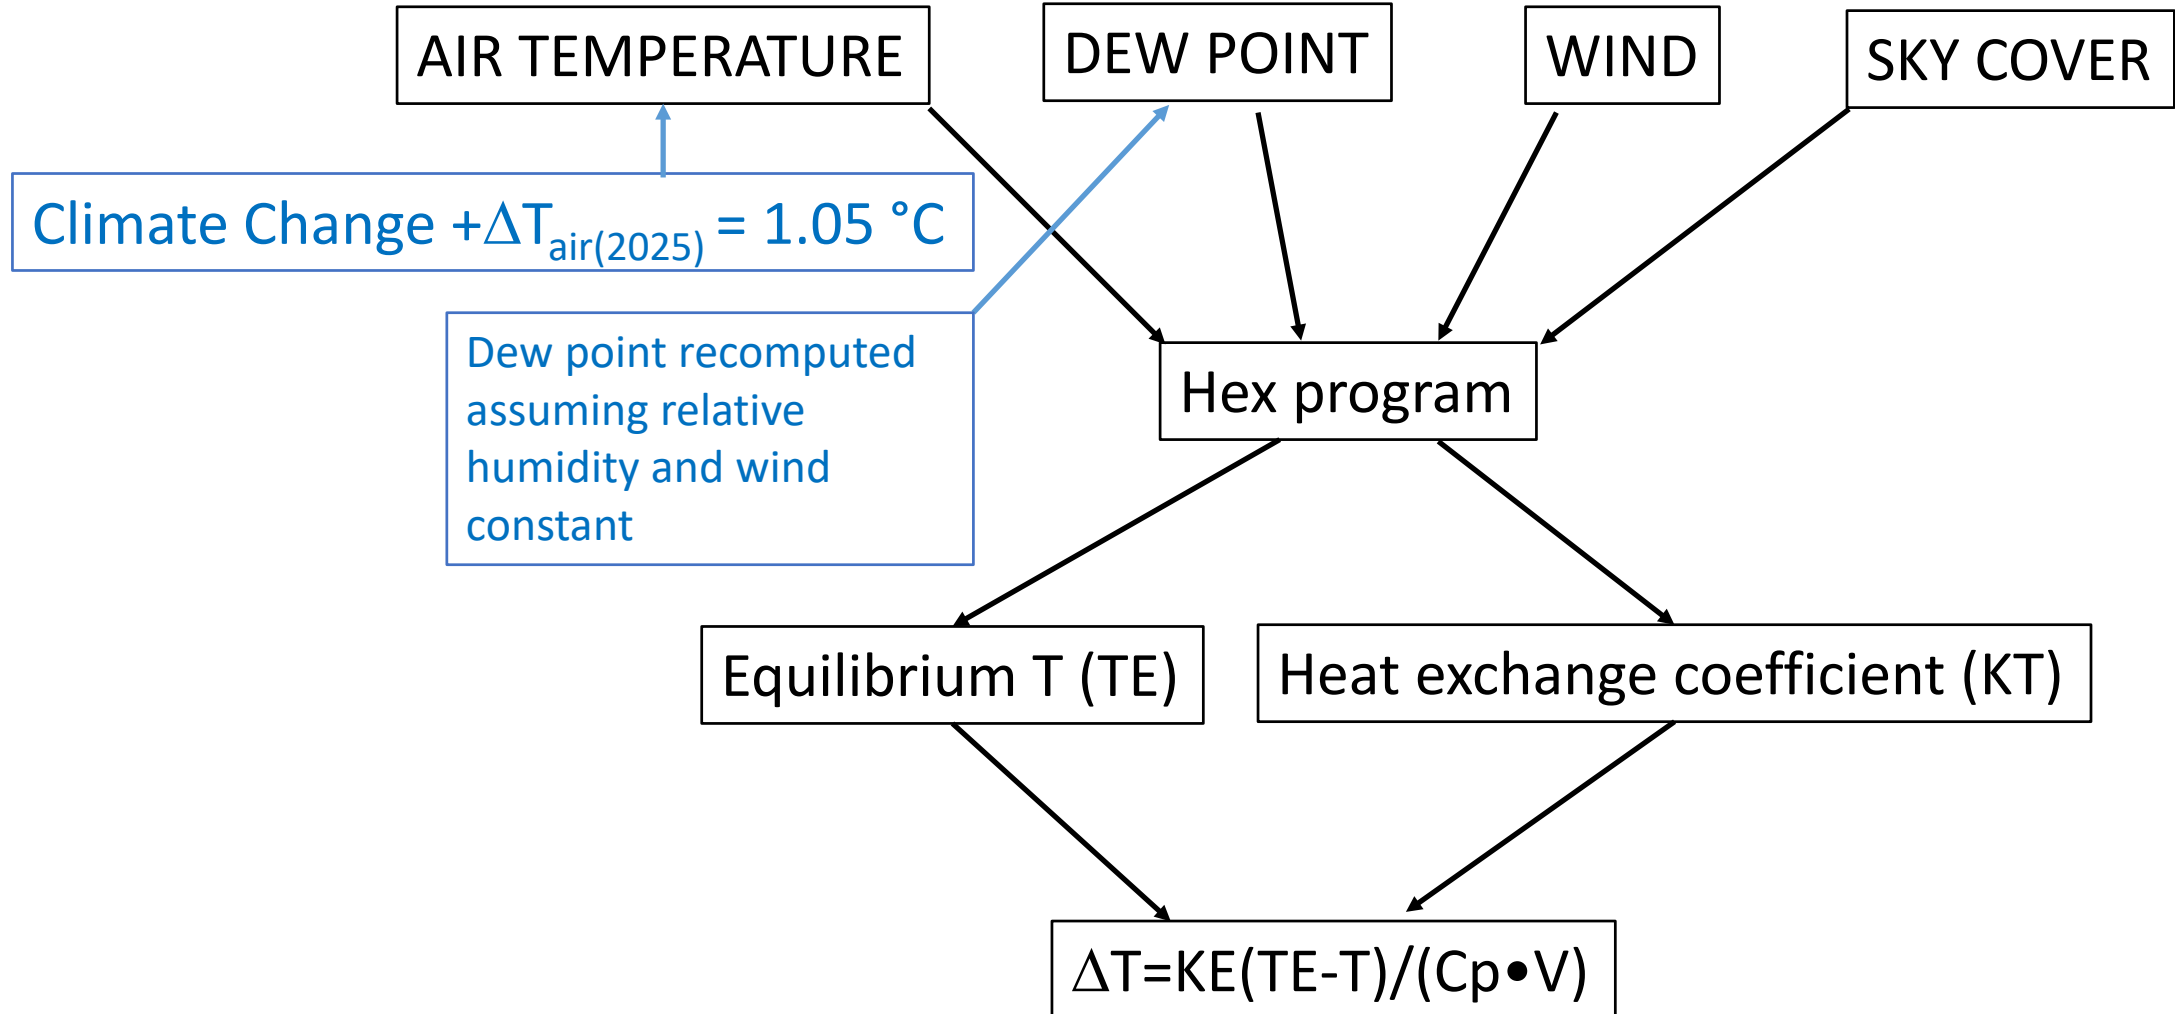 AIR TEMPERATURE
DEW POINT
WIND
SKY COVER
Climate Change +ΔTair(2025) = 1.05 °C
Dew point recomputed
assuming relative
humidity and wind
constant
Hex program
Equilibrium T (TE)
Heat exchange coefficient (KT)
ΔT=KE(TE-T)/(Cp•V)